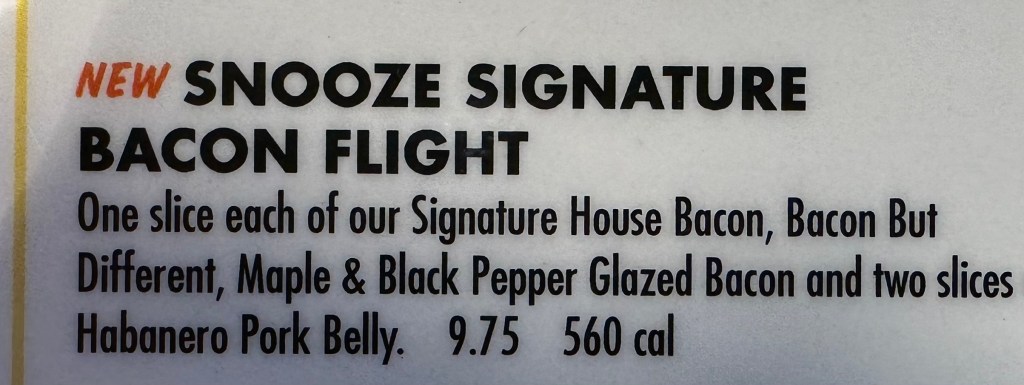 NEW SNOOZE SIGNATURE
BACON FLIGHT
One slice each of our Signature House Bacon, Bacon But
Different, Maple & Black Pepper Glazed Bacon and two slices
Habanero Pork Belly. 9.75 560 cal